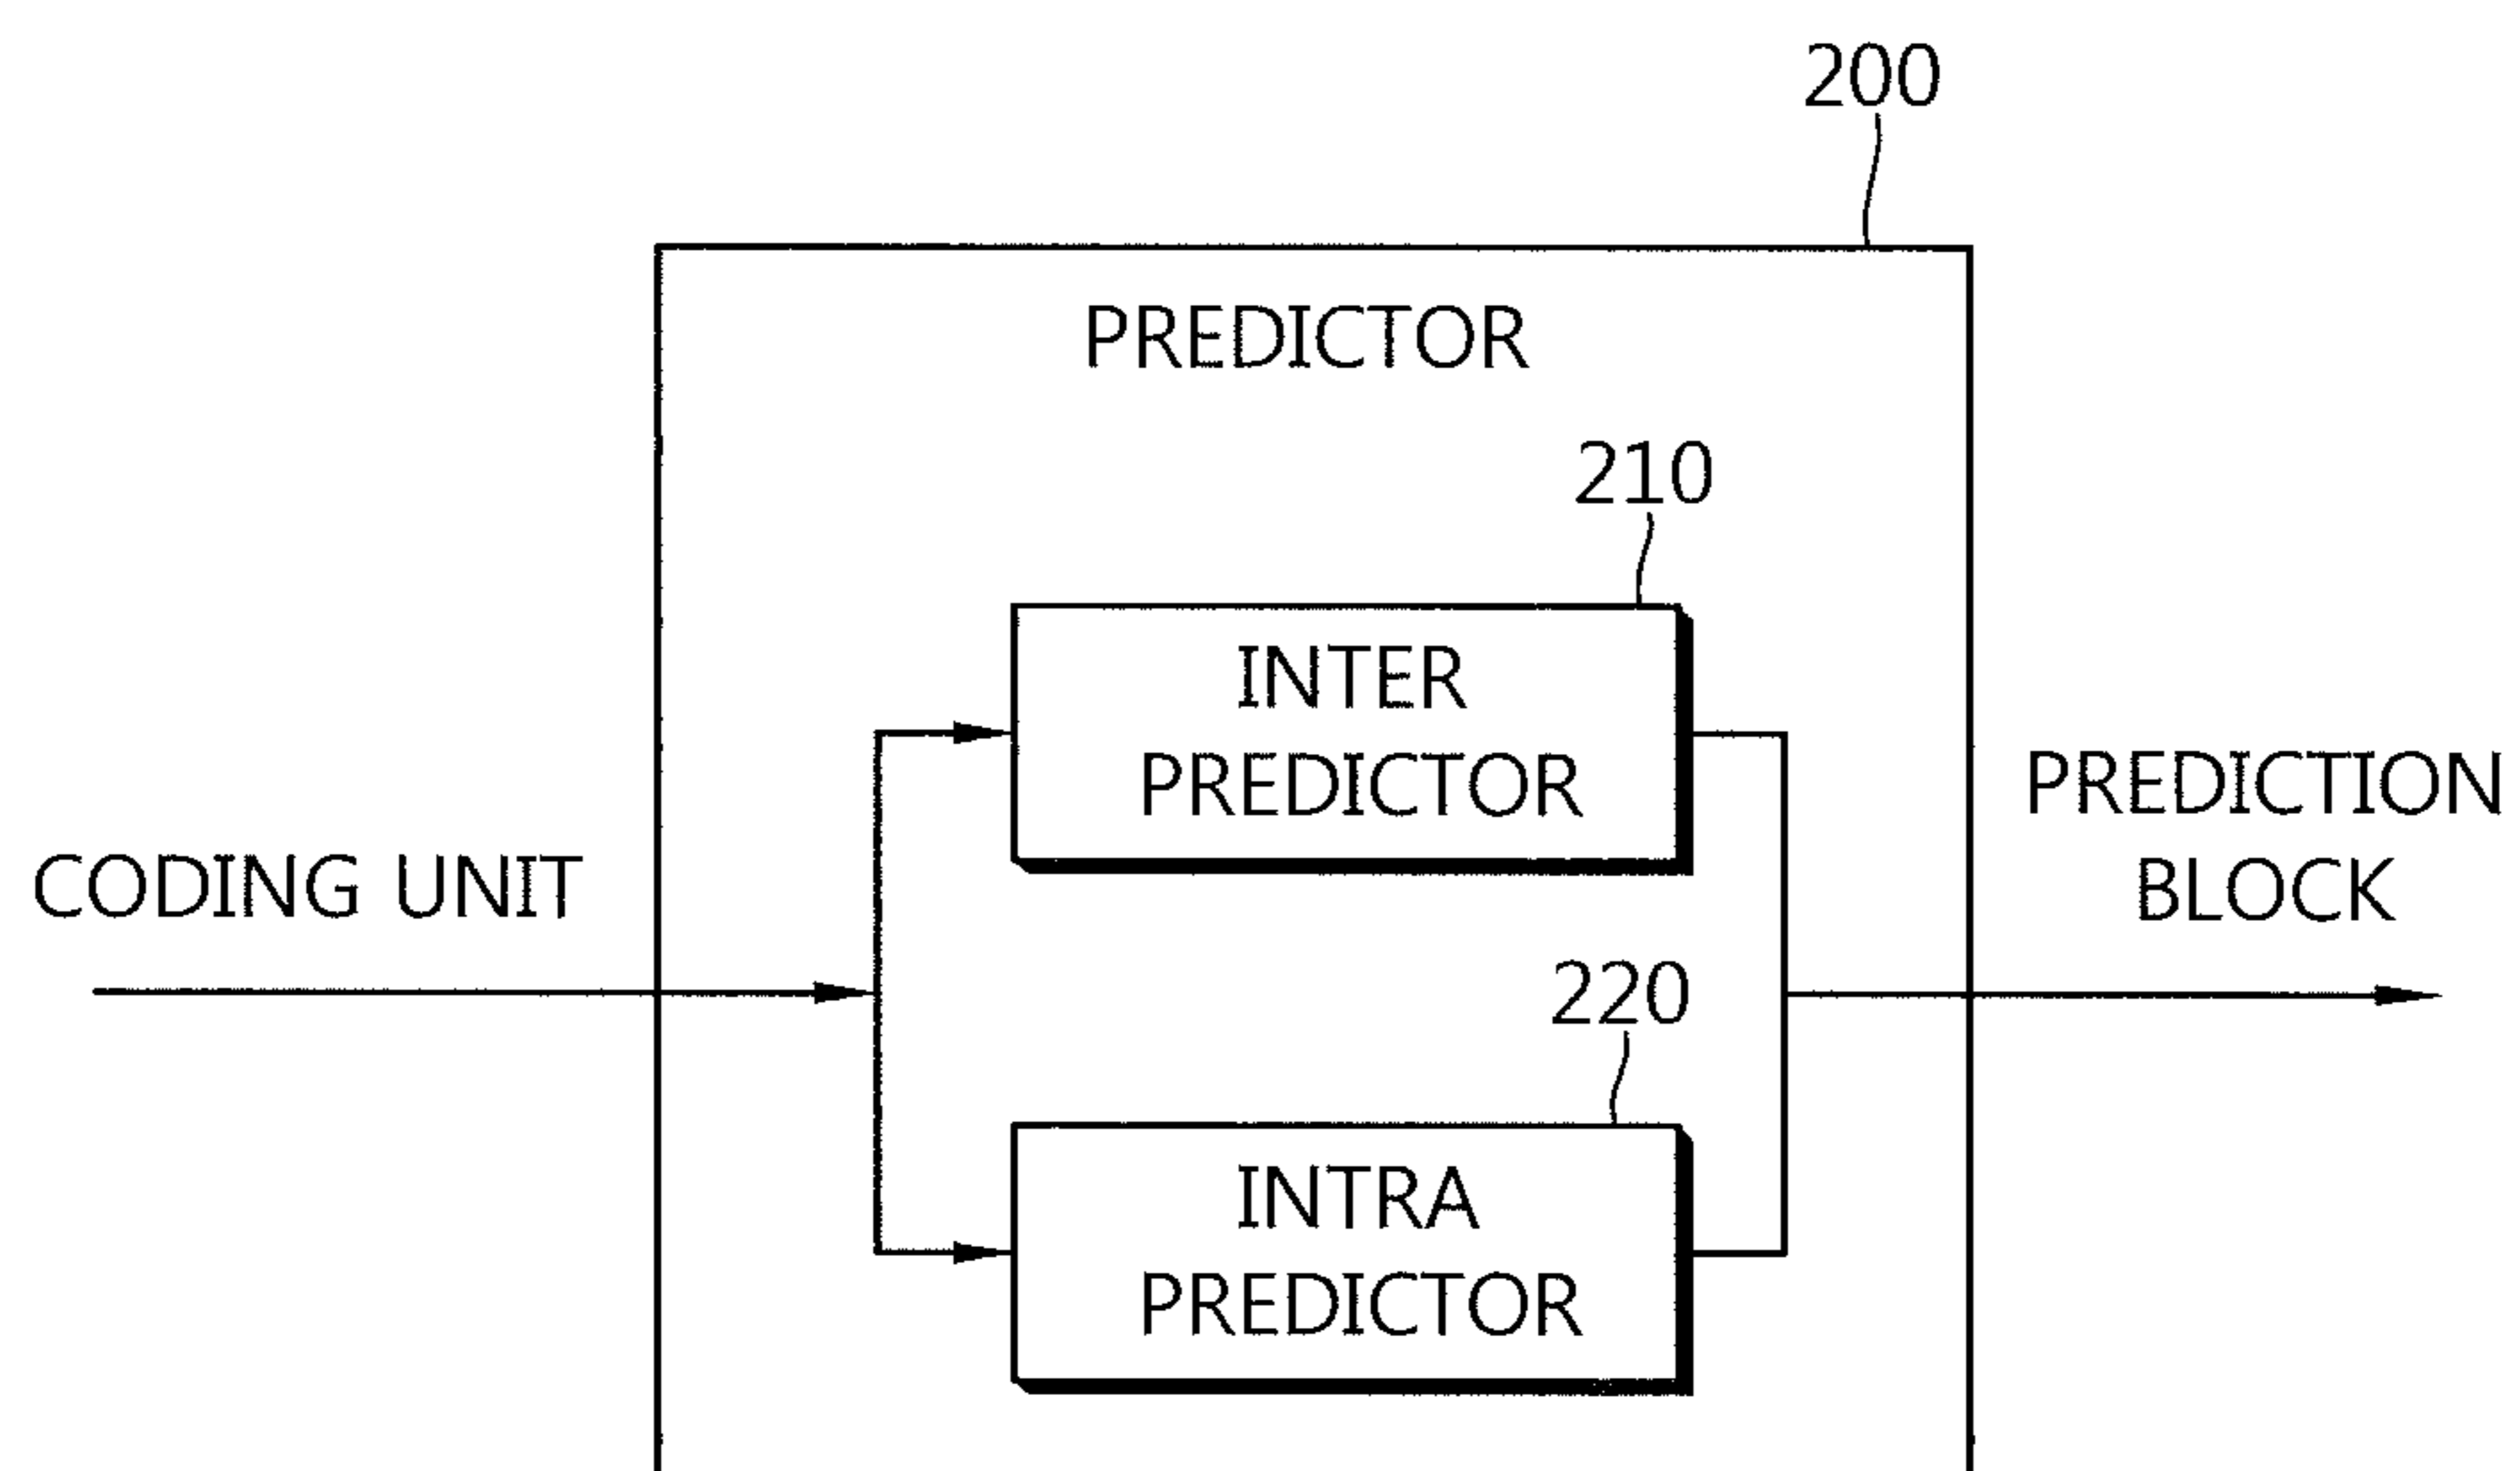 200
PREDICTOR
210
INTER
PREDICTOR
CODING UNIT
PREDICTION
BLOCK
220
INTRA
PREDICTOR